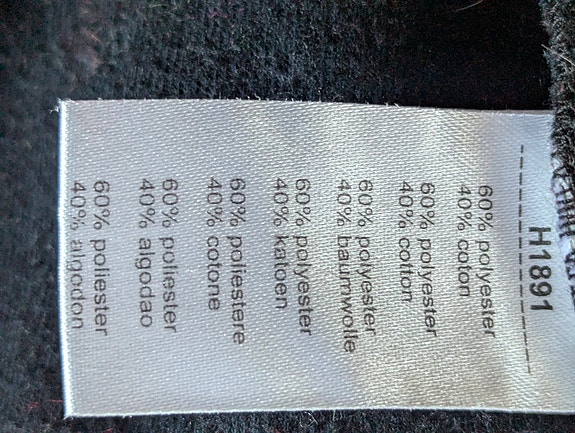 H1891
60% polyester
40% coton
60% polyester
40% cotton
60% polyester
40% baumwolle
60% polyester
40% katoen
60% poliestere
40% cotone
60% poliester
40% algodao
60% poliester
40% algodon